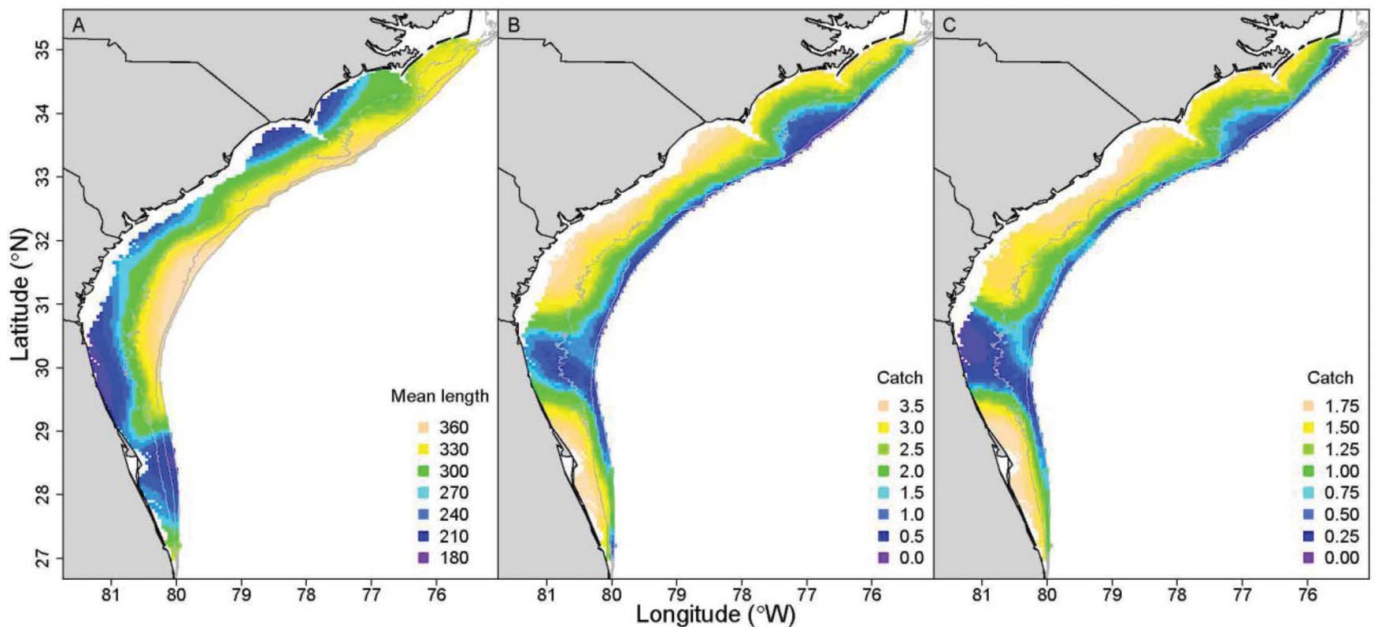 A
B
C
35
34
33
32
31
30
29
28
27
Latitude (°N)
Mean length
360
330
300
270
240
210
180
Catch
3.5
3.0
2.5
2.0
1.5
1.0
0.5
0.0
Catch
1.75
1.50
1.25
1.00
0.75
0.50
0.25
0.00
81 80 79 78 77 76
81 80 79 78 77 76
81 80 79 78 77 76
Longitude (°W)